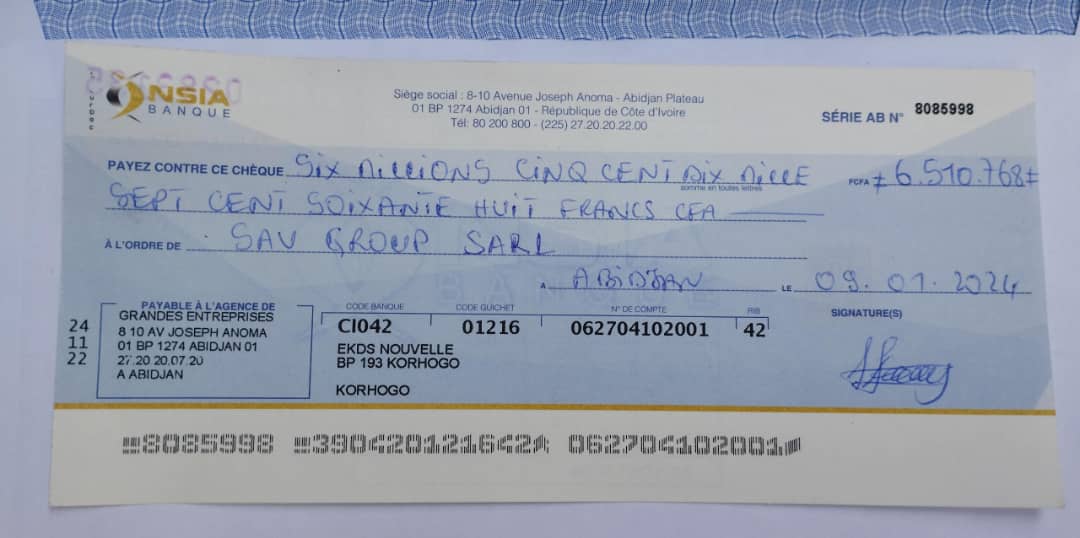 NSIA
BANQUE
Siège social : 8-10 Avenue Joseph Anoma - Abidjan Plateau
01 BP 1274 Abidjan 01 - République de Côte d'Ivoire
Tél: 80 200 800 - (225) 27.20.20.22.00
SÉRIE AB N° 8085998
PAYEZ CONTRE CE CHÈQUE Six Millions CINQ CENT Dix Mille FCFA ≠ 6.510.768 ≠
somme en toutes lettres
SEPT CENT SOIXANTE HUIT FRANCS CFA
À L'ORDRE DE SAV GROUP SARL
A ABIDJAN LE 09.01.2024
PAYABLE À L'AGENCE DE
GRANDES ENTREPRISES
8 10 AV JOSEPH ANOMA
01 BP 1274 ABIDJAN 01
27.20 20.07.20
A ABIDJAN
24
11
22
CODE BANQUE CODE GUICHET N° DE COMPTE RIB
CI042 01216 062704102001 42
EKDS NOUVELLE
BP 193 KORHOGO
KORHOGO
SIGNATURE(S)
8085998 390420121642 062704102001